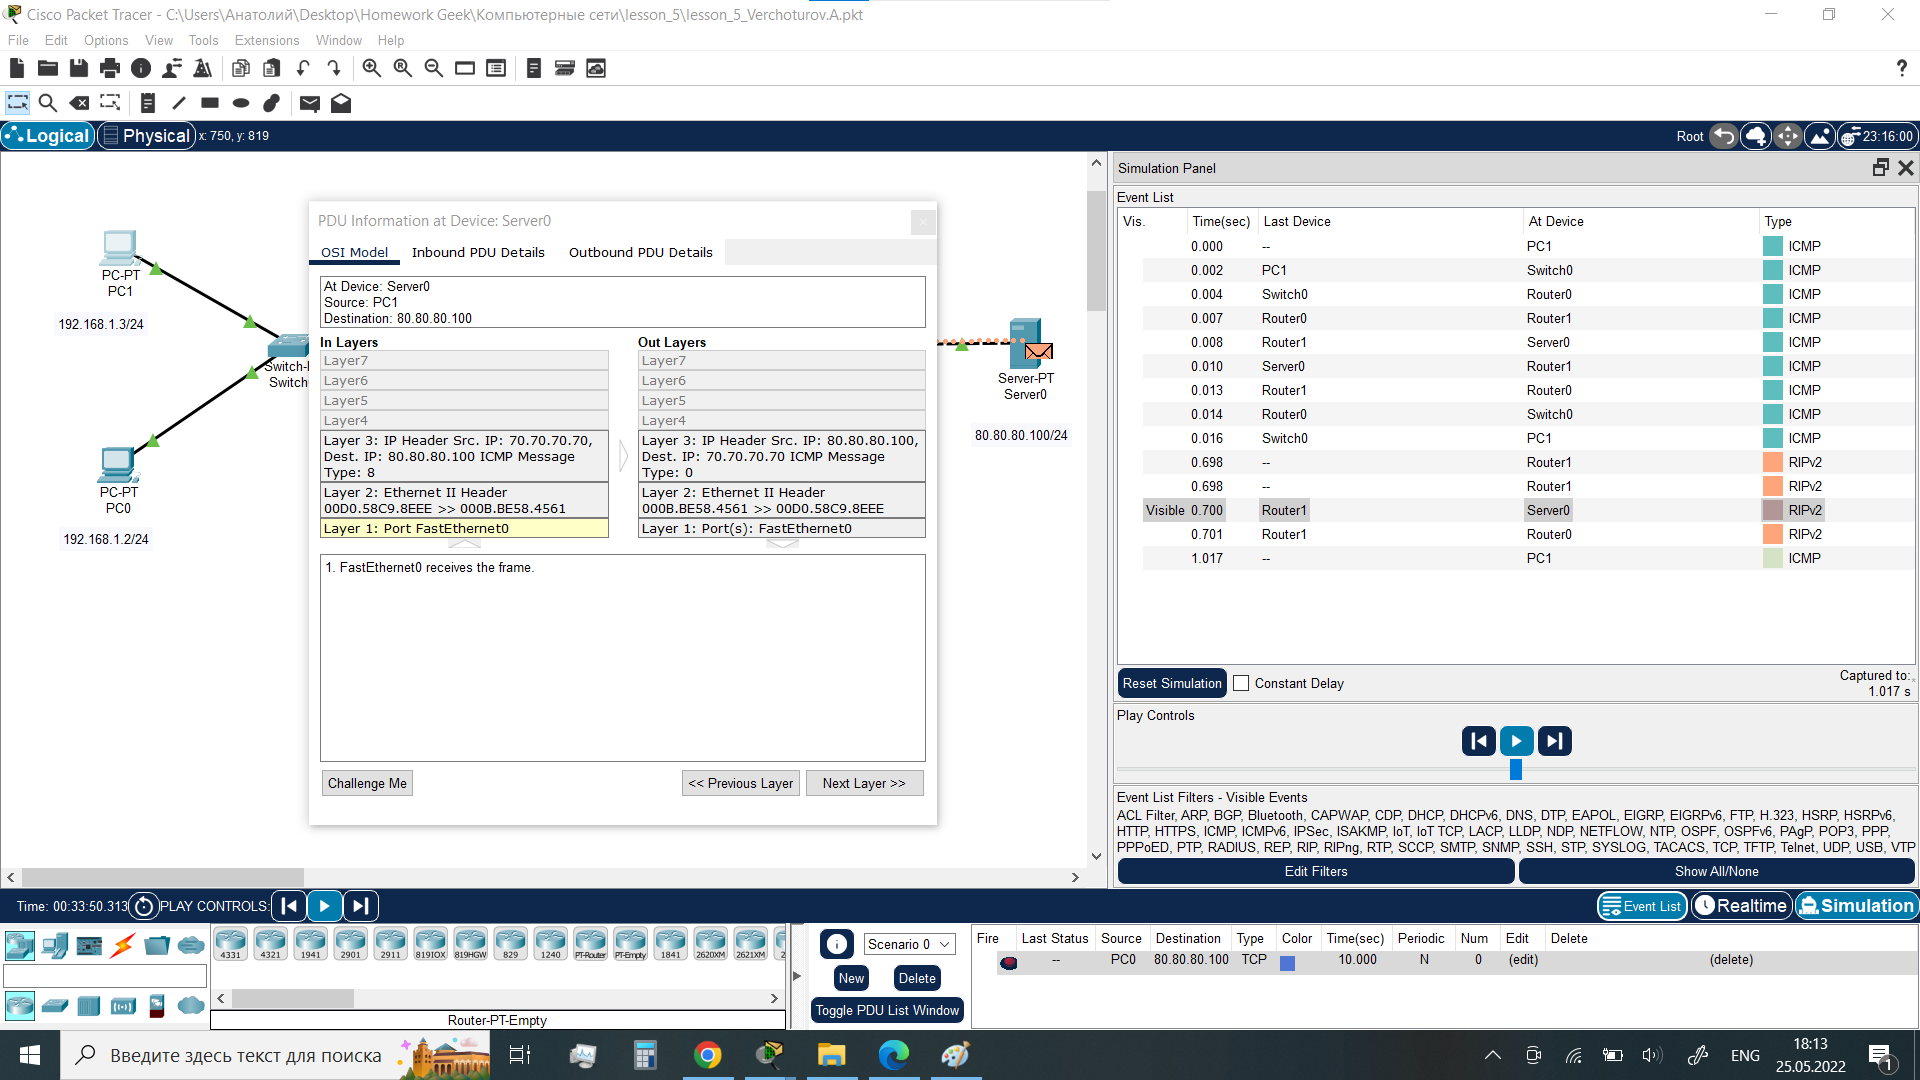 Cisco Packet Tracer - C:\Users\Анатолий\Desktop\Homework Geek\Компьютерные сети\lesson_5\lesson_5_Verchoturov.A.pkt
File Edit Options View Tools Extensions Window Help
Logical Physical x: 750, y: 819
Root 23:16:00
PC-PT
PC1
192.168.1.3/24
Switch
PC-PT
PC0
192.168.1.2/24
Server-PT
Server0
80.80.80.100/24
PDU Information at Device: Server0
OSI Model Inbound PDU Details Outbound PDU Details
At Device: Server0
Source: PC1
Destination: 80.80.80.100
In Layers
Layer7
Layer6
Layer5
Layer4
Layer 3: IP Header Src. IP: 70.70.70.70,
Dest. IP: 80.80.80.100 ICMP Message
Type: 8
Layer 2: Ethernet II Header
00D0.58C9.8EEE >> 000B.BE58.4561
Layer 1: Port FastEthernet0
Out Layers
Layer7
Layer6
Layer5
Layer4
Layer 3: IP Header Src. IP: 80.80.80.100,
Dest. IP: 70.70.70.70 ICMP Message
Type: 0
Layer 2: Ethernet II Header
000B.BE58.4561 >> 00D0.58C9.8EEE
Layer 1: Port(s): FastEthernet0
1. FastEthernet0 receives the frame.
Challenge Me << Previous Layer Next Layer >>
Simulation Panel
Event List
Vis. Time(sec) Last Device At Device Type
0.000 -- PC1 ICMP
0.002 PC1 Switch0 ICMP
0.004 Switch0 Router0 ICMP
0.007 Router0 Router1 ICMP
0.008 Router1 Server0 ICMP
0.010 Server0 Router1 ICMP
0.013 Router1 Router0 ICMP
0.014 Router0 Switch0 ICMP
0.016 Switch0 PC1 ICMP
0.698 -- Router1 RIPv2
0.698 -- Router1 RIPv2
Visible 0.700 Router1 Server0 RIPv2
0.701 Router1 Router0 RIPv2
1.017 -- PC1 ICMP
Reset Simulation Constant Delay
Captured to:
1.017 s
Play Controls
Event List Filters - Visible Events
ACL Filter, ARP, BGP, Bluetooth, CAPWAP, CDP, DHCP, DHCPv6, DNS, DTP, EAPOL, EIGRP, EIGRPv6, FTP, H.323, HSRP, HSRPv6,
HTTP, HTTPS, ICMP, ICMPv6, IPSec, ISAKMP, IoT, IoT TCP, LACP, LLDP, NDP, NETFLOW, NTP, OSPF, OSPFv6, PAgP, POP3, PPP,
PPPoED, PTP, RADIUS, REP, RIP, RIPng, RTP, SCCP, SMTP, SNMP, SSH, STP, SYSLOG, TACACS, TCP, TFTP, Telnet, UDP, USB, VTP
Edit Filters Show All/None
Time: 00:33:50.313 PLAY CONTROLS:
Event List Realtime Simulation
4331 4321 1941 2901 2911 819IOX 819HGW 829 1240 PT-Router PT-Empty 1841 2620XM 2621XM 2
Router-PT-Empty
Scenario 0
New Delete
Toggle PDU List Window
Fire Last Status Source Destination Type Color Time(sec) Periodic Num Edit Delete
-- PC0 80.80.80.100 TCP 10.000 N 0 (edit) (delete)
Введите здесь текст для поиска
ENG
18:13
25.05.2022
1